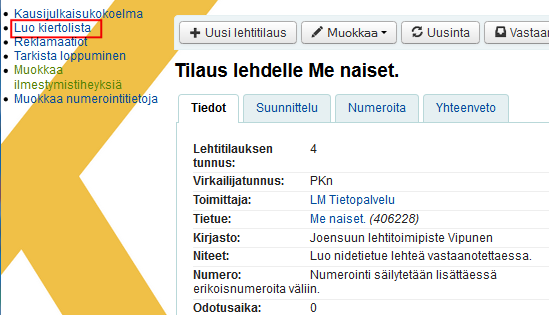 Kausijulkaisukokoelma
Luo kiertolista
Reklamaatiot
Tarkista loppuminen
Muokkaa
ilmestymistiheyksiä
Muokkaa numerointitietoja
Uusi lehtitilaus
Muokkaa
Uusinta
Vastaan
Tilaus lehdelle Me naiset.
Tiedot
Suunnittelu
Numeroita
Yhteenveto
Lehtitilauksen
tunnus: 4
Virkailijatunnus: PKn
Toimittaja: LM Tietopalvelu
Tietue: Me naiset. (406228)
Kirjasto: Joensuun lehtitoimipiste Vipunen
Niteet: Luo nidetietue lehteä vastaanotettaessa.
Numero: Numerointi säilytetään lisättäessä
erikoisnumeroita väliin.
Odotusaika: 0